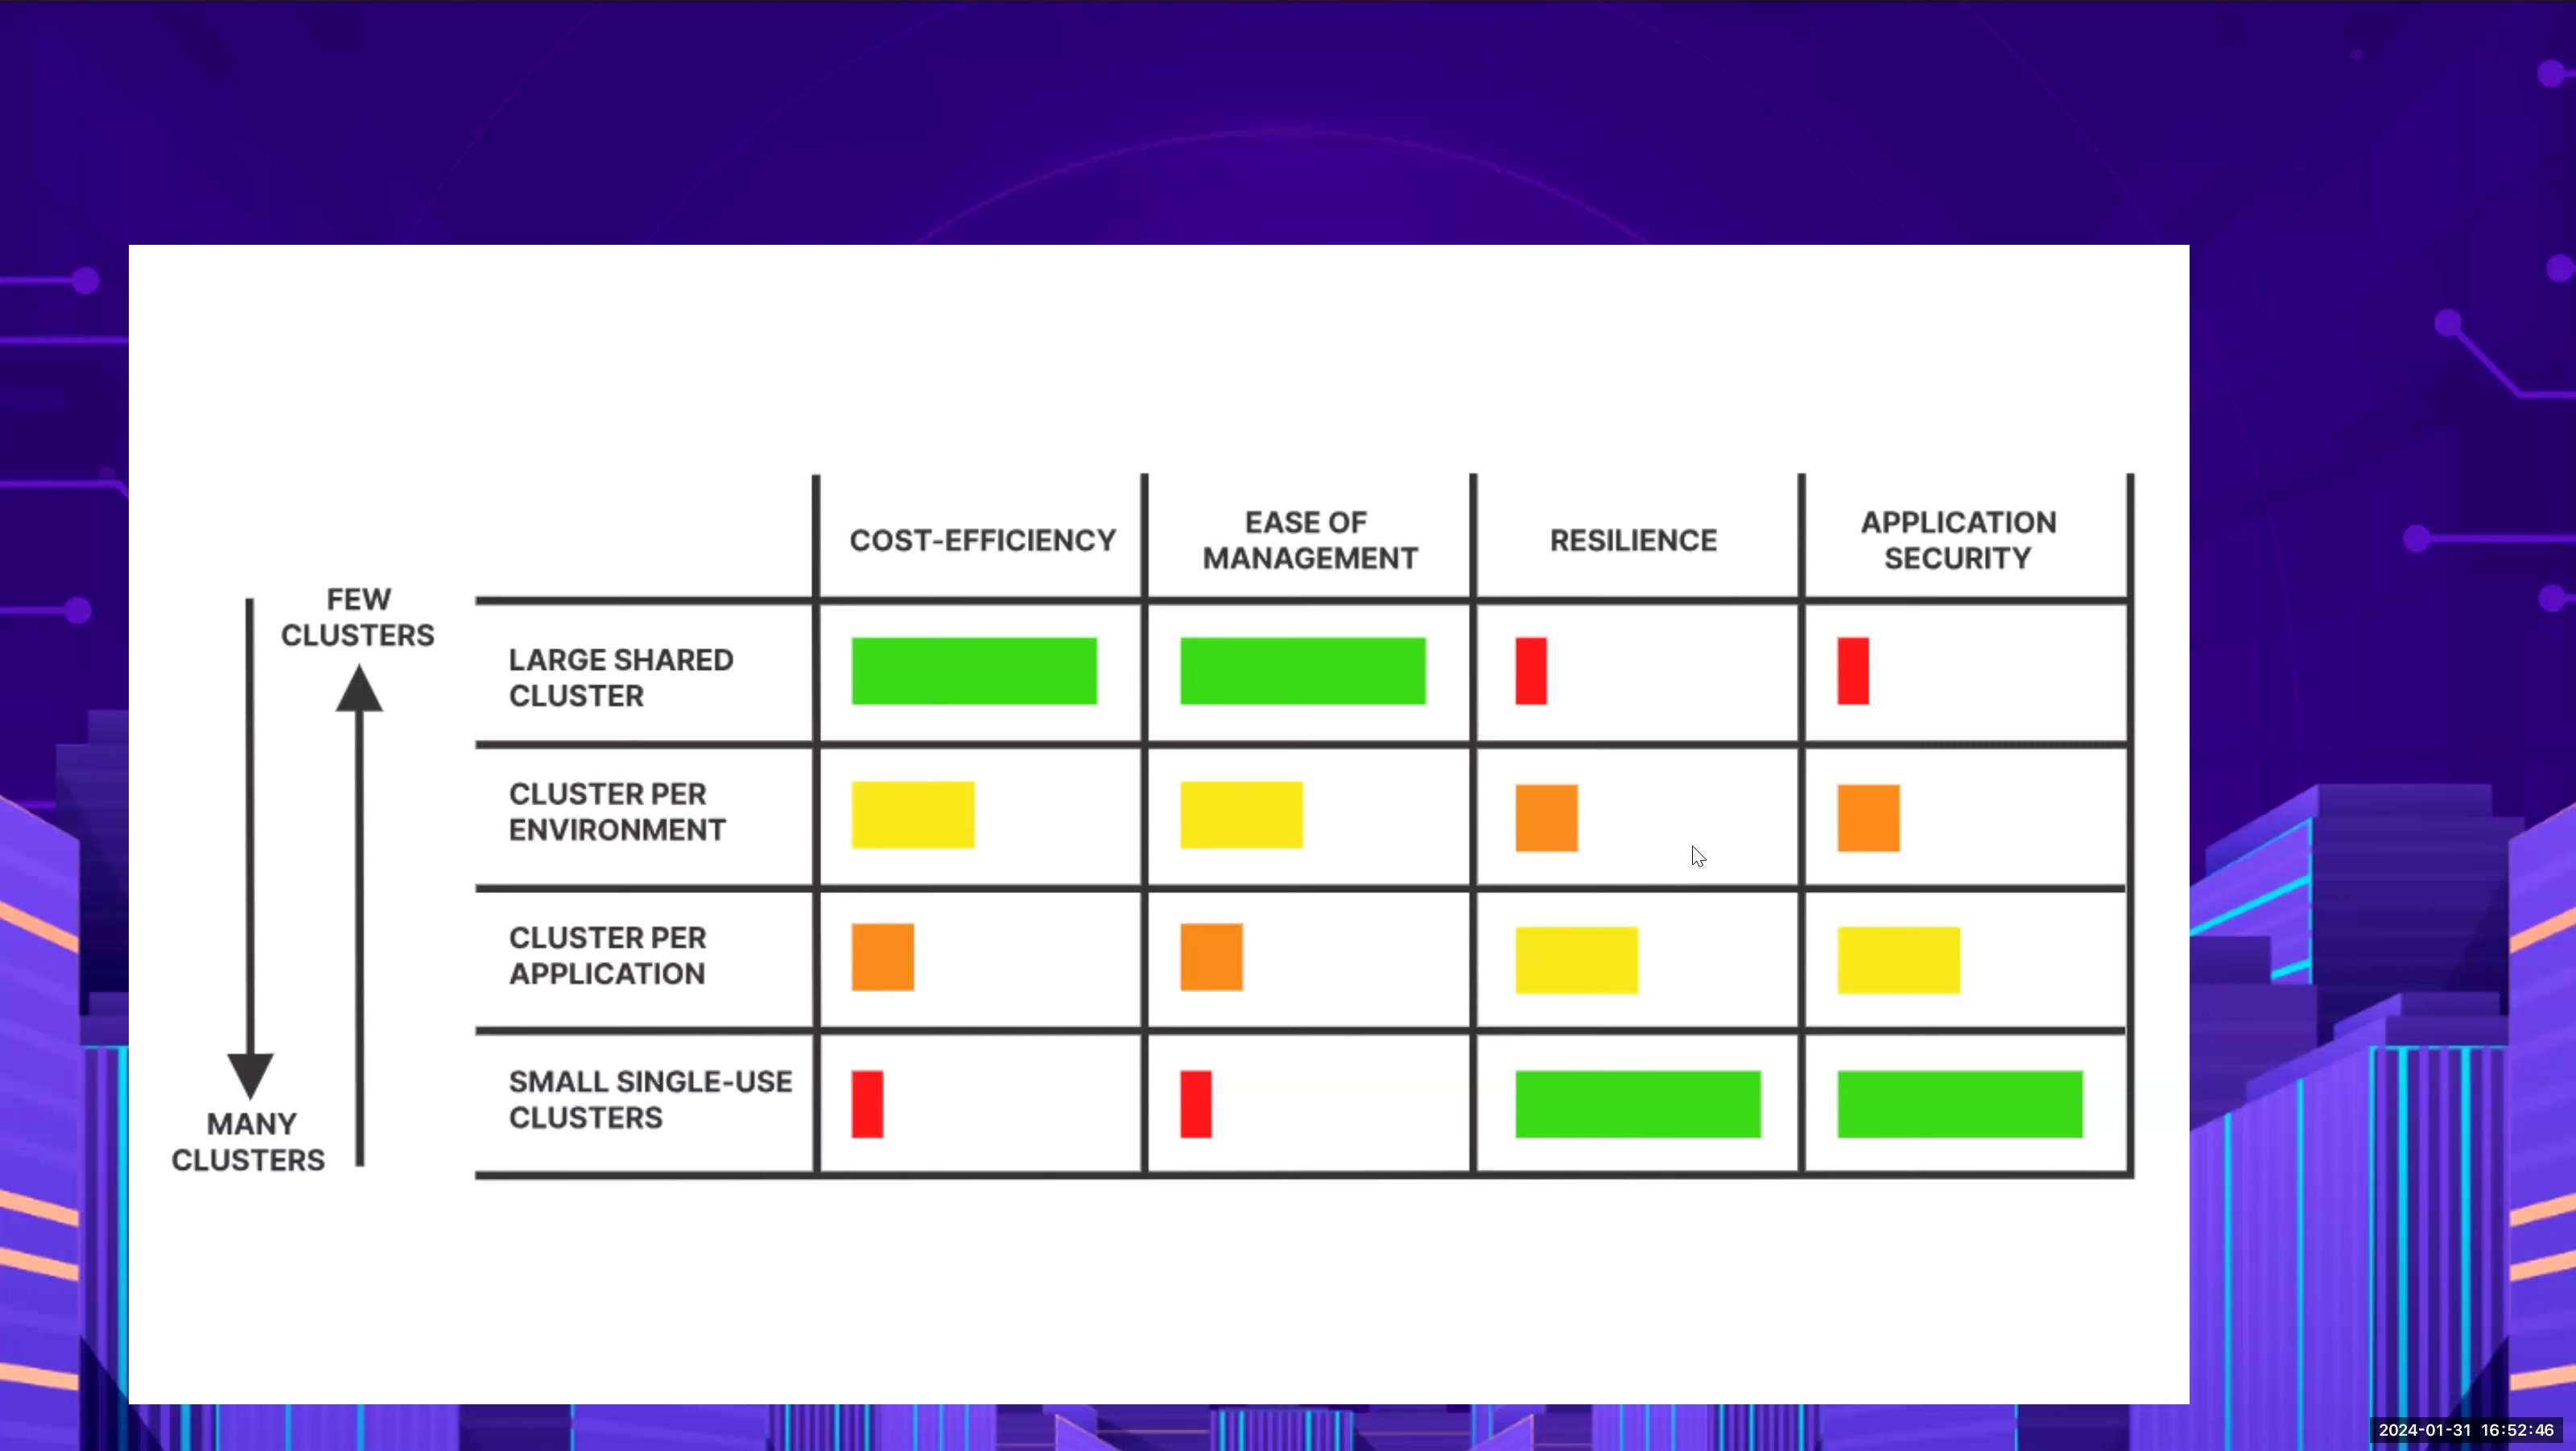 COST-EFFICIENCY
EASE OF
MANAGEMENT
RESILIENCE
APPLICATION
SECURITY
FEW
CLUSTERS
LARGE SHARED
CLUSTER
CLUSTER PER
ENVIRONMENT
CLUSTER PER
APPLICATION
SMALL SINGLE-USE
CLUSTERS
MANY
CLUSTERS
2024-01-31 16:52:46